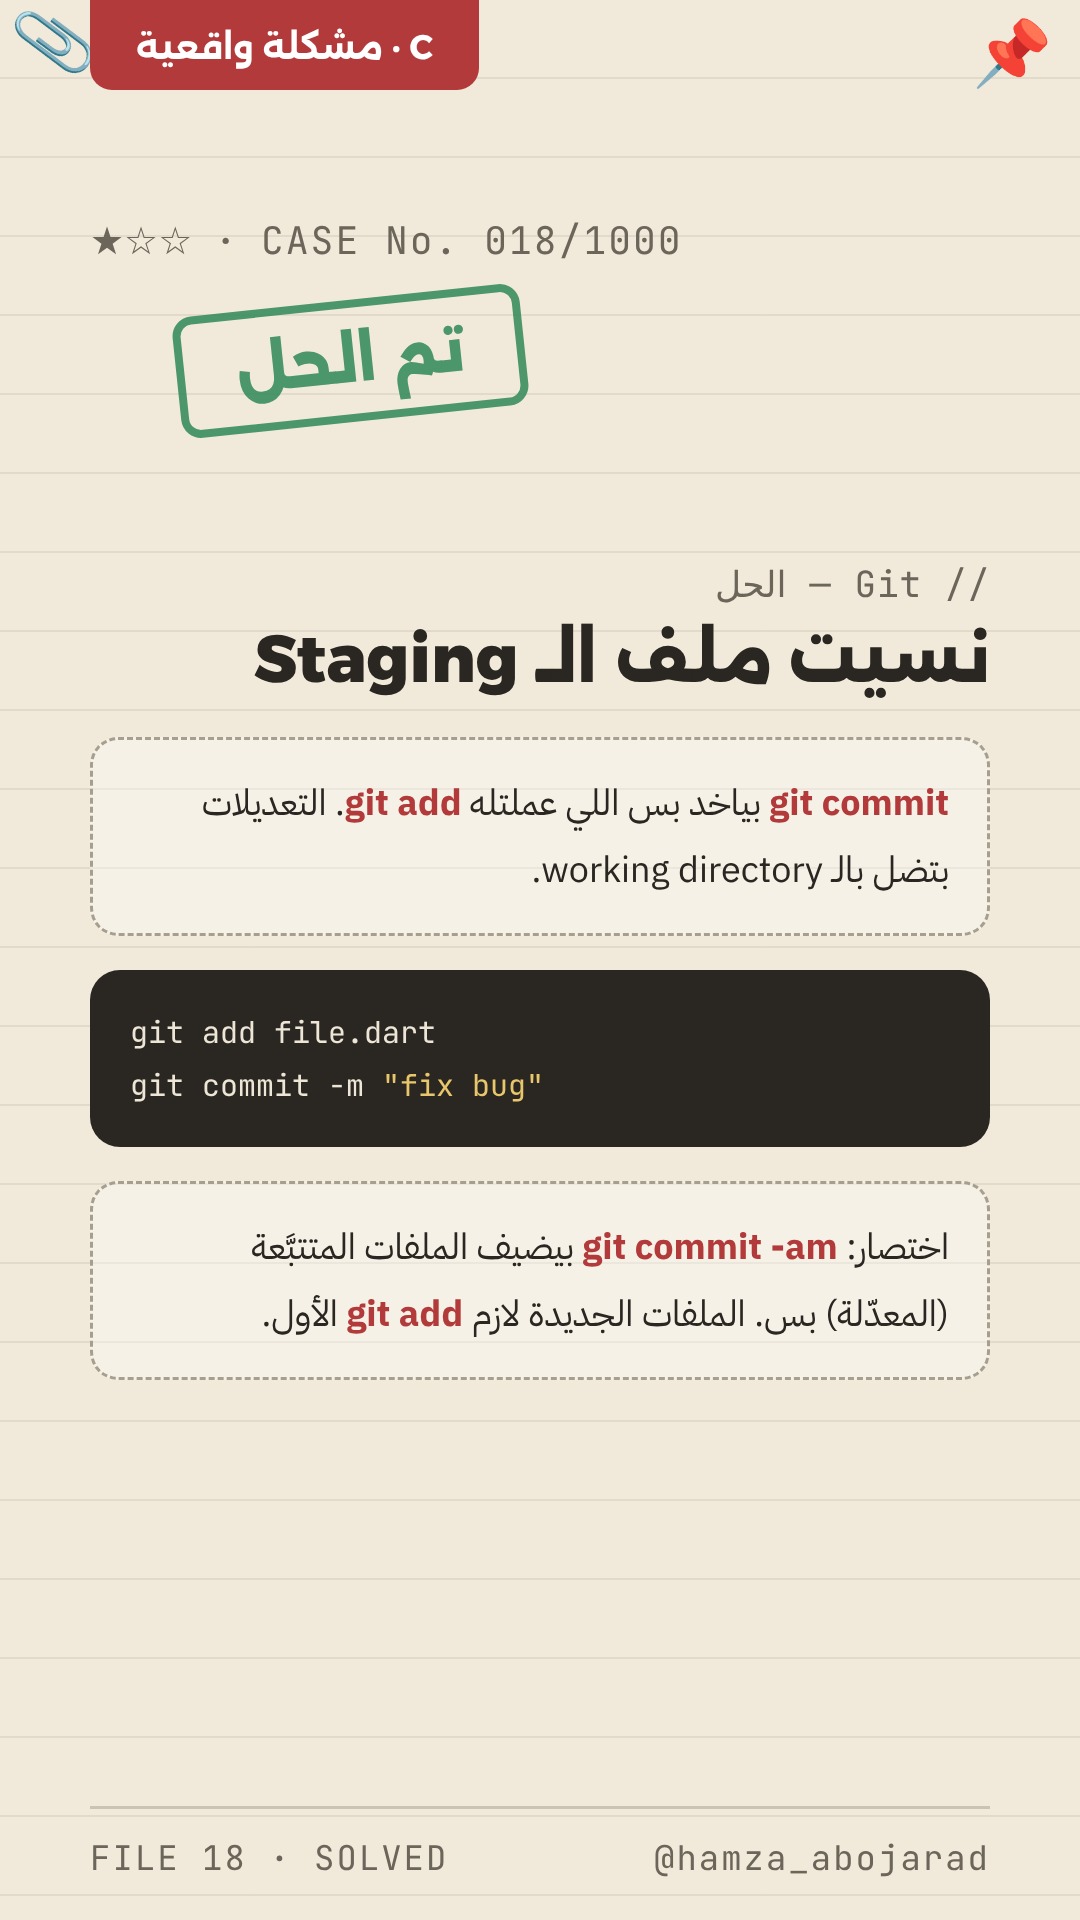 C · مشكلة واقعية
★☆☆ · CASE No. 018/1000
تم الحل
// Git — الحل
نسيت ملف الـ Staging
git commit بياخد بس اللي عملتله git add. التعديلات
بتضل بالـ working directory.
git add file.dart
git commit -m "fix bug"
اختصار: git commit -am بيضيف الملفات المتتبَّعة
(المعدّلة) بس. الملفات الجديدة لازم git add الأول.
FILE 18 · SOLVED
@hamza_abojarad